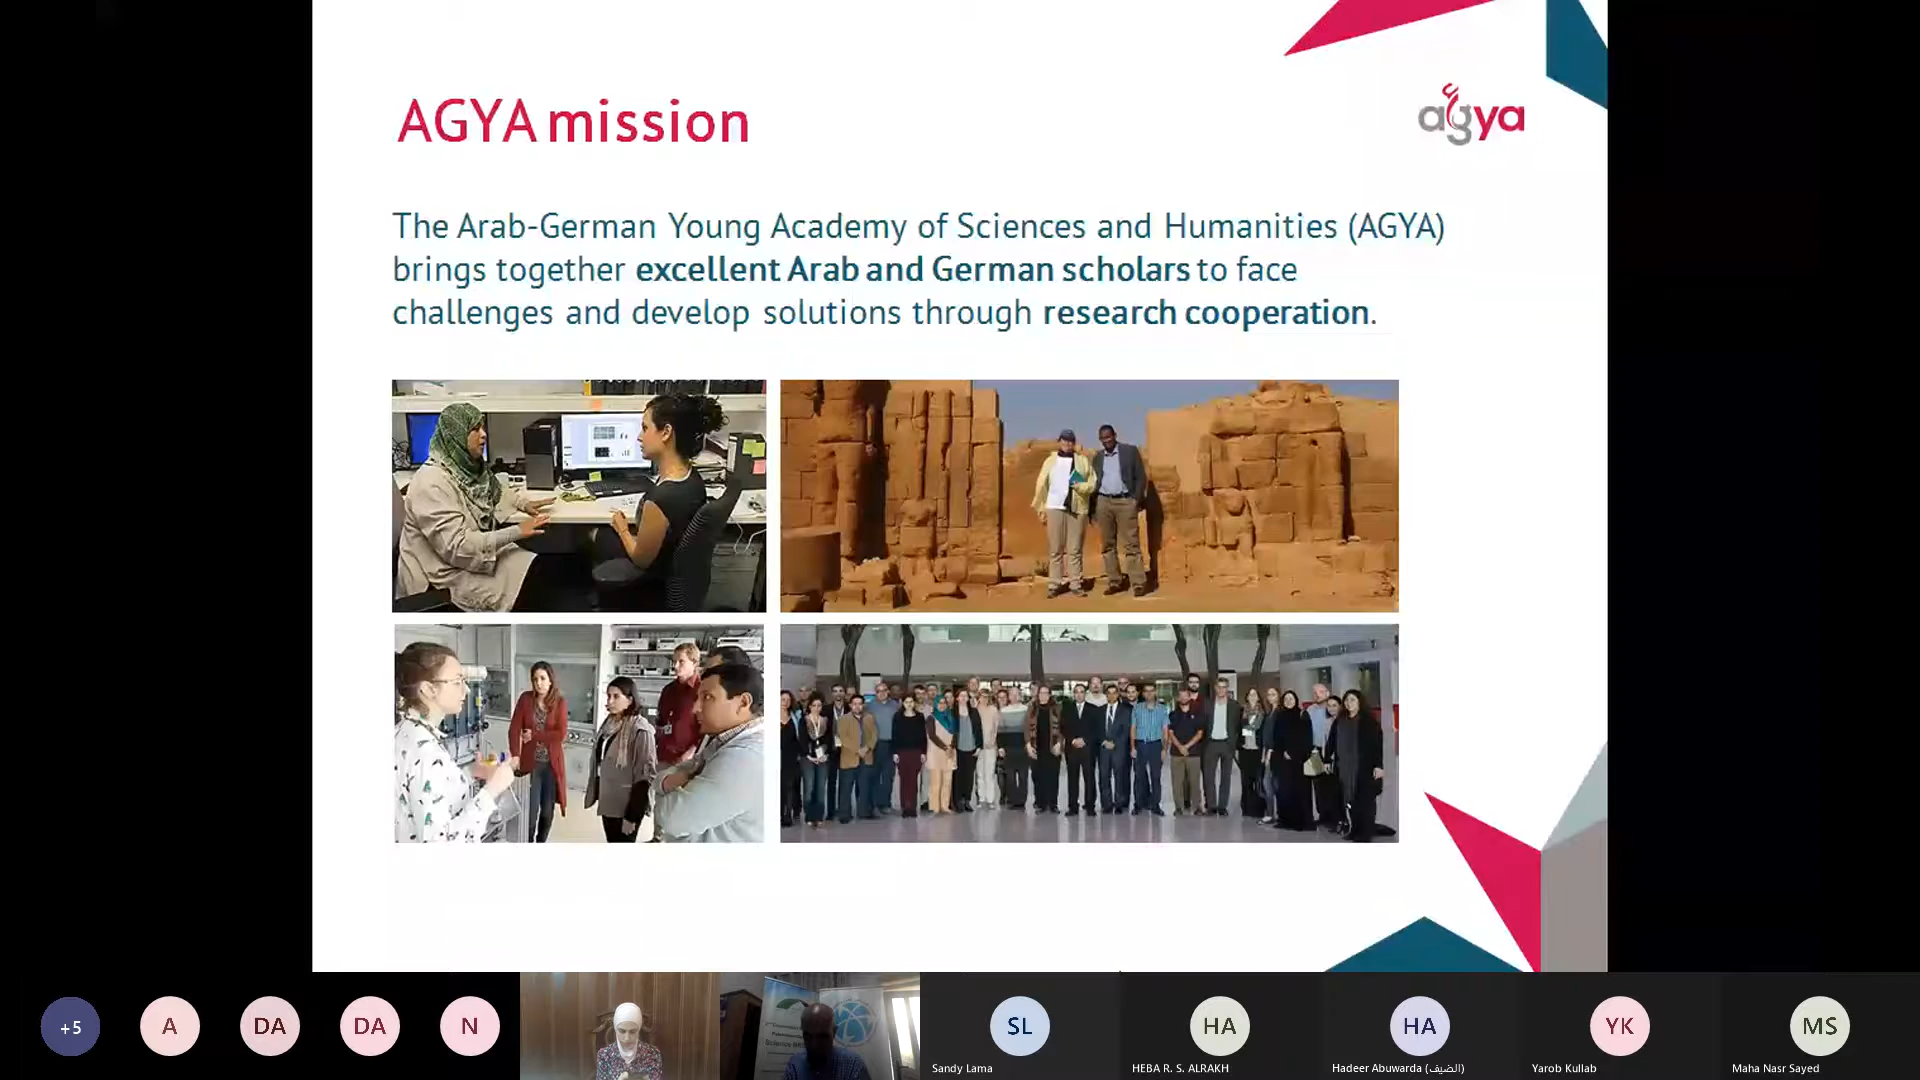 AGYA mission
agya
The Arab-German Young Academy of Sciences and Humanities (AGYA)
brings together excellent Arab and German scholars to face
challenges and develop solutions through research cooperation.
+5
A
DA
DA
N
SL
HA
HA
YK
MS
Sandy Lama
HEBA R. S. ALRAKH
Hadeer Abuwarda (الضيف)
Yarob Kullab
Maha Nasr Sayed